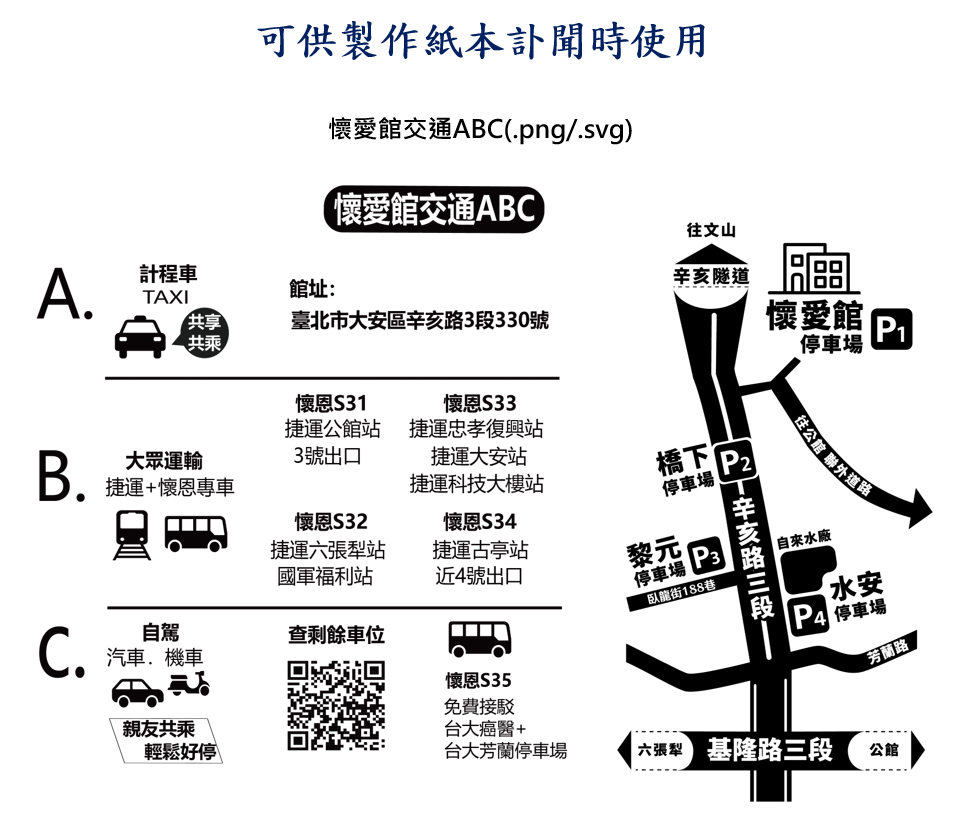 可供製作紙本訃聞時使用
懷愛館交通ABC(.png/.svg)
懷愛館交通ABC
A.
計程車
TAXI
共享
共乘
館址：
臺北市大安區辛亥路3段330號
B.
大眾運輸
捷運+懷恩專車
懷恩S31
捷運公館站
3號出口
懷恩S33
捷運忠孝復興站
捷運大安站
捷運科技大樓站
懷恩S32
捷運六張犁站
國軍福利站
懷恩S34
捷運古亭站
近4號出口
C.
自駕
汽車．機車
親友共乘
輕鬆好停
查剩餘車位
懷恩S35
免費接駁
台大癌醫+
台大芳蘭停車場
往文山
辛亥隧道
懷愛館
停車場
P1
往公館 聯外道路
橋下
停車場
P2
辛亥路三段
黎元
停車場
P3
臥龍街188巷
自來水廠
水安
停車場
P4
芳蘭路
六張犁
基隆路三段
公館